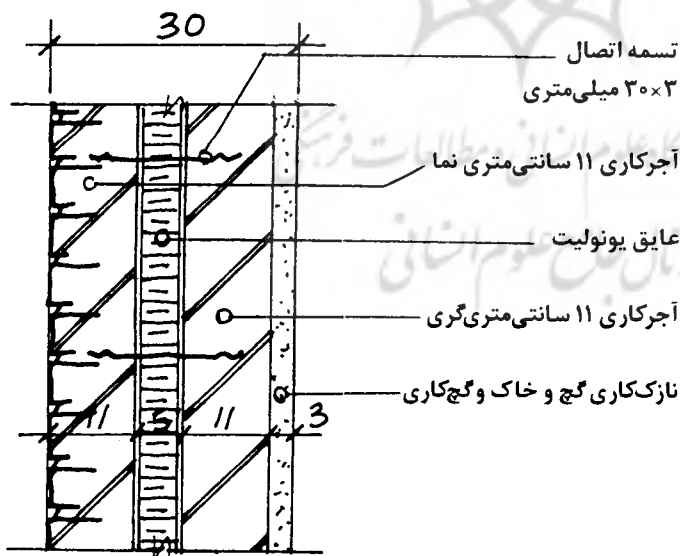 30
تسمه اتصال
۳۰×۳ میلی‌متری
آجرکاری ۱۱ سانتی‌متری نما
عایق یونولیت
آجرکاری ۱۱ سانتی‌متری گری
نازک‌کاری گچ و خاک و گچ‌کاری
11 5 11 3